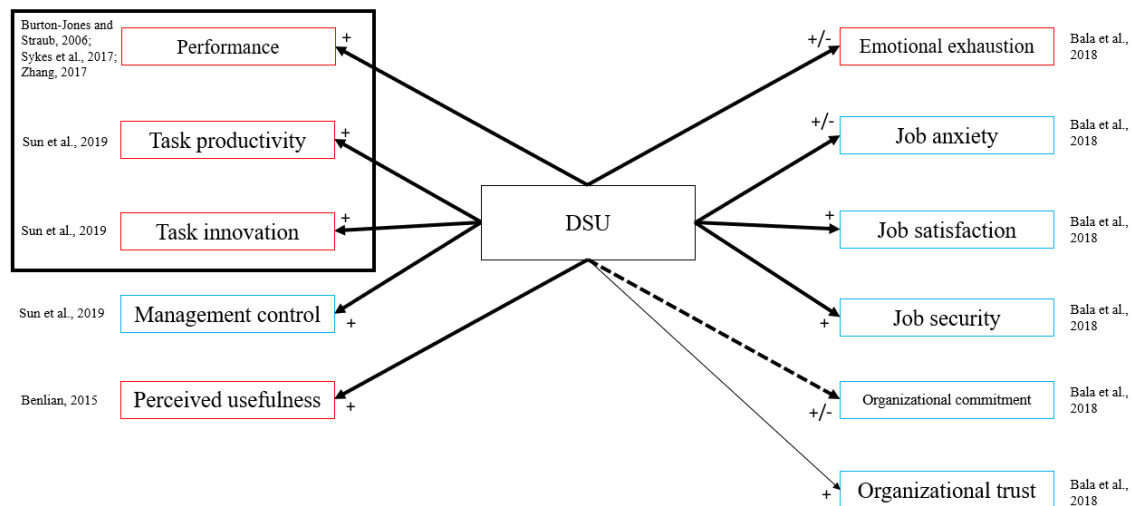 Burton-Jones and
Straub, 2006;
Sykes et al., 2017;
Zhang, 2017
Performance
+
Sun et al., 2019
Task productivity
+
Sun et al., 2019
Task innovation
+
Sun et al., 2019
Management control
+
Benlian, 2015
Perceived usefulness
+
DSU
+/-
Emotional exhaustion
Bala et al.,
2018
+/-
Job anxiety
Bala et al.,
2018
+
Job satisfaction
Bala et al.,
2018
+
Job security
Bala et al.,
2018
+/-
Organizational commitment
Bala et al.,
2018
+
Organizational trust
Bala et al.,
2018